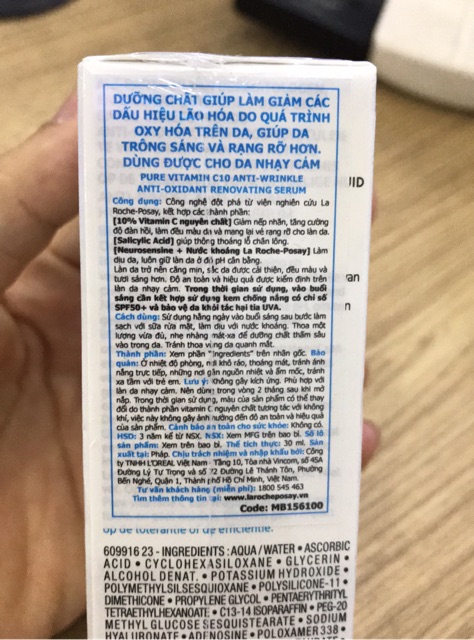 DƯỠNG CHẤT GIÚP LÀM GIẢM CÁC
DẤU HIỆU LÃO HÓA DO QUÁ TRÌNH
OXY HÓA TRÊN DA, GIÚP DA
TRÔNG SÁNG VÀ RẠNG RỠ HƠN.
DÙNG ĐƯỢC CHO DA NHẠY CẢM
PURE VITAMIN C10 ANTI-WRINKLE
ANTI-OXIDANT RENOVATING SERUM
Công dụng: Công nghệ đột phá từ viện nghiên cứu La
Roche-Posay, kết hợp các thành phần:
[10% Vitamin C nguyên chất] Giảm nếp nhăn, tăng cường
độ đàn hồi, làm đều màu da và mang lại vẻ rạng rỡ cho làn da.
[Salicylic Acid] giúp thông thoáng lỗ chân lông.
[Neurosensine + Nước khoáng La Roche-Posay] Làm
dịu da, luôn giữ làn da ở độ pH cân bằng.
Làn da trở nên căng mịn, sắc da được cải thiện, đều màu và
tươi sáng hơn. Độ an toàn và hiệu quả được kiểm định trên
làn da nhạy cảm. Trong thời gian sử dụng, vào buổi
sáng cần kết hợp sử dụng kem chống nắng có chỉ số
SPF50+ và bảo vệ da khỏi tác hại tia UVA.
Cách dùng: Sử dụng hằng ngày vào buổi sáng sau bước làm
sạch với sữa rửa mặt, làm dịu với nước khoáng. Thoa một
lượng vừa đủ, nhẹ nhàng mát-xa để dưỡng chất thấm sâu
vào trong da. Tránh thoa vùng da quanh mắt.
Thành phần: Xem phần "ingredients" trên nhãn gốc. Bảo
quản: Ở nhiệt độ phòng, nơi khô ráo, thoáng mát, tránh ánh
nắng trực tiếp, những nơi gần nguồn nhiệt và ẩm mốc, tránh
xa tầm với trẻ em. Lưu ý: Không gây kích ứng. Phù hợp với
làn da nhạy cảm. Nên dùng trong vòng 2 tháng sau khi mở
nắp. Trong thời gian sử dụng, màu của sản phẩm có thể thay
đổi do thành phần vitamin C nguyên chất tương tác với không
khí, việc này không gây ảnh hưởng đến độ an toàn và hiệu quả
của sản phẩm. Cảnh báo an toàn cho sức khỏe: Không có.
HSD: 3 năm kể từ NSX. NSX: Xem MFG trên bao bì. Số lô
sản phẩm: Xem trên bao bì. Thể tích thực: 30 ml. Sản
xuất tại: Pháp. Chịu trách nhiệm và nhập khẩu bởi: Công
ty TNHH L'OREAL Việt Nam - Tầng 10, Tòa nhà Vincom, số 45A
Đường Lý Tự Trọng và số 72 Đường Lê Thánh Tôn, Phường
Bến Nghé, Quận 1, Thành phố Hồ Chí Minh, Việt Nam.
Tư vấn khách hàng (miễn phí): 1800 545 463
Tìm thêm thông tin tại: www.larocheposay.vn
Code: MB156100
609916 23 - INGREDIENTS : AQUA / WATER • ASCORBIC
ACID • CYCLOHEXASILOXANE • GLYCERIN •
ALCOHOL DENAT. • POTASSIUM HYDROXIDE •
POLYMETHYLSILSESQUIOXANE • POLYSILICONE-11 •
DIMETHICONE • PROPYLENE GLYCOL • PENTAERYTHRITYL
TETRAETHYLHEXANOATE • C13-14 ISOPARAFFIN • PEG-20
METHYL GLUCOSE SESQUISTEARATE • SODIUM
HYALURONATE • ADENOSINE • POLOXAMER 338 •